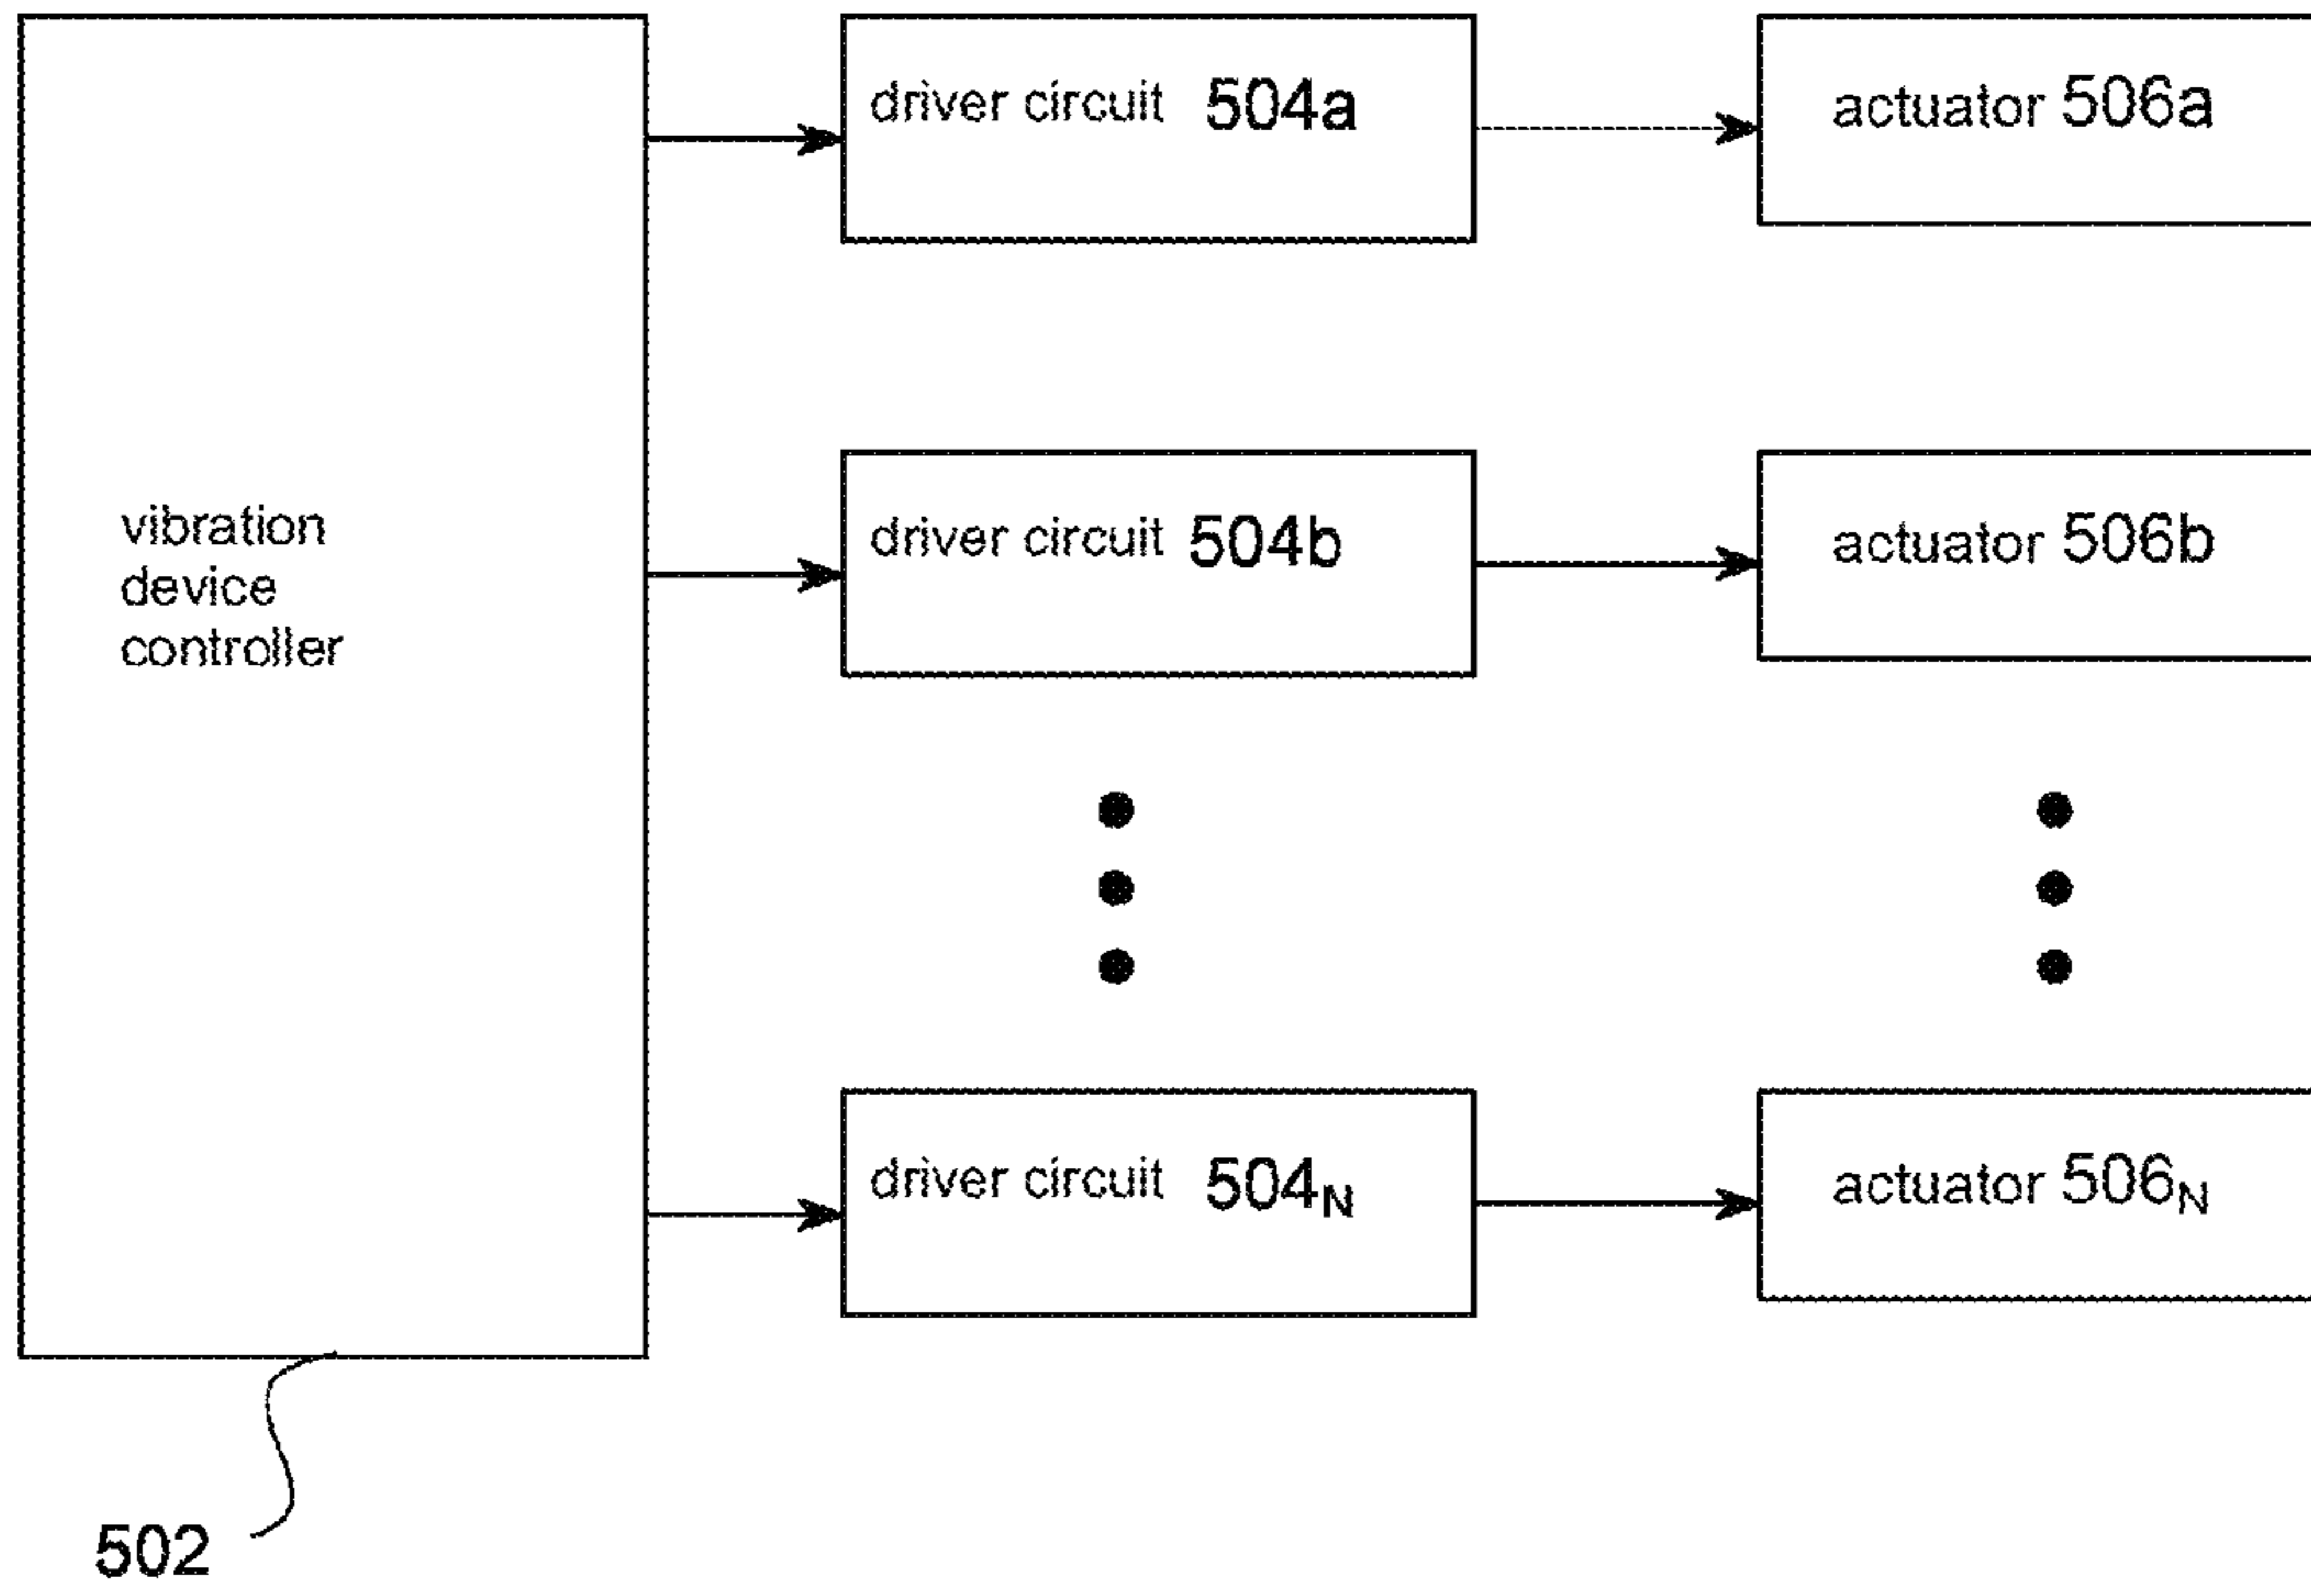 driver circuit 504a
actuator 506a
vibration
device
controller
driver circuit 504b
actuator 506b
driver circuit 504N
actuator 506N
502